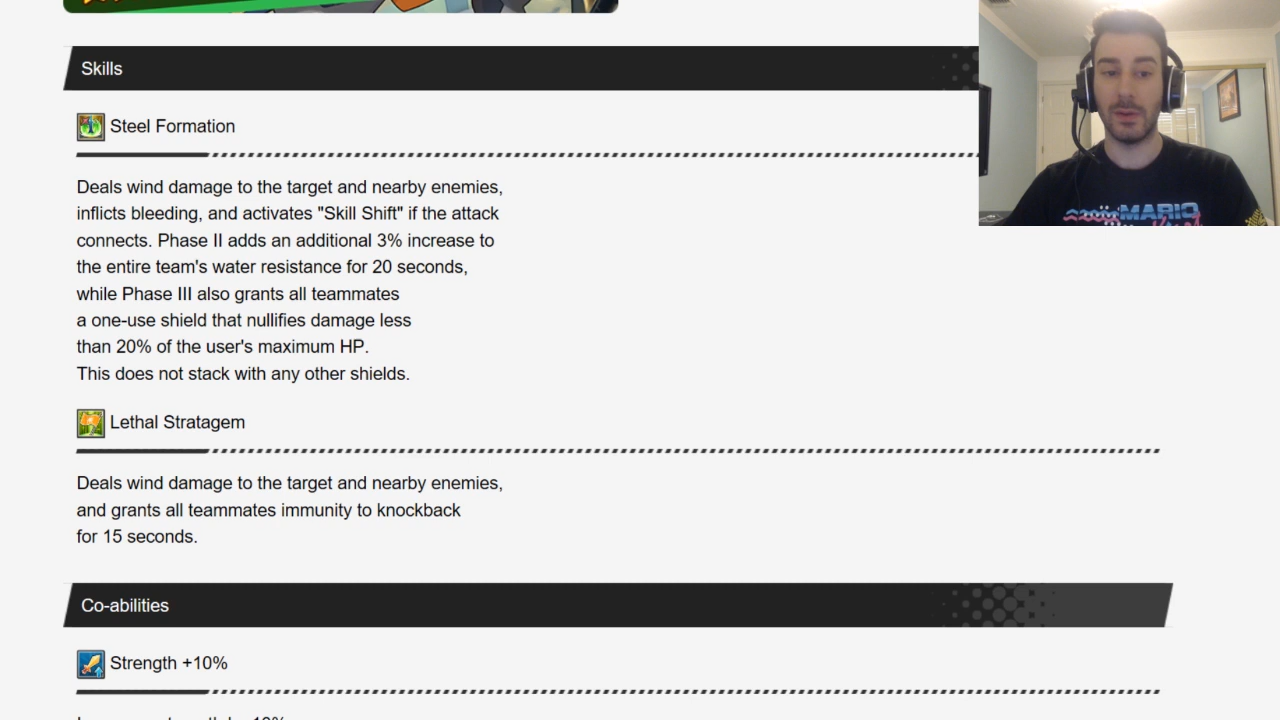 Skills
Steel Formation
Deals wind damage to the target and nearby enemies,
inflicts bleeding, and activates "Skill Shift" if the attack
connects. Phase II adds an additional 3% increase to
the entire team's water resistance for 20 seconds,
while Phase III also grants all teammates
a one-use shield that nullifies damage less
than 20% of the user's maximum HP.
This does not stack with any other shields.
Lethal Stratagem
Deals wind damage to the target and nearby enemies,
and grants all teammates immunity to knockback
for 15 seconds.
Co-abilities
Strength +10%
MARIO